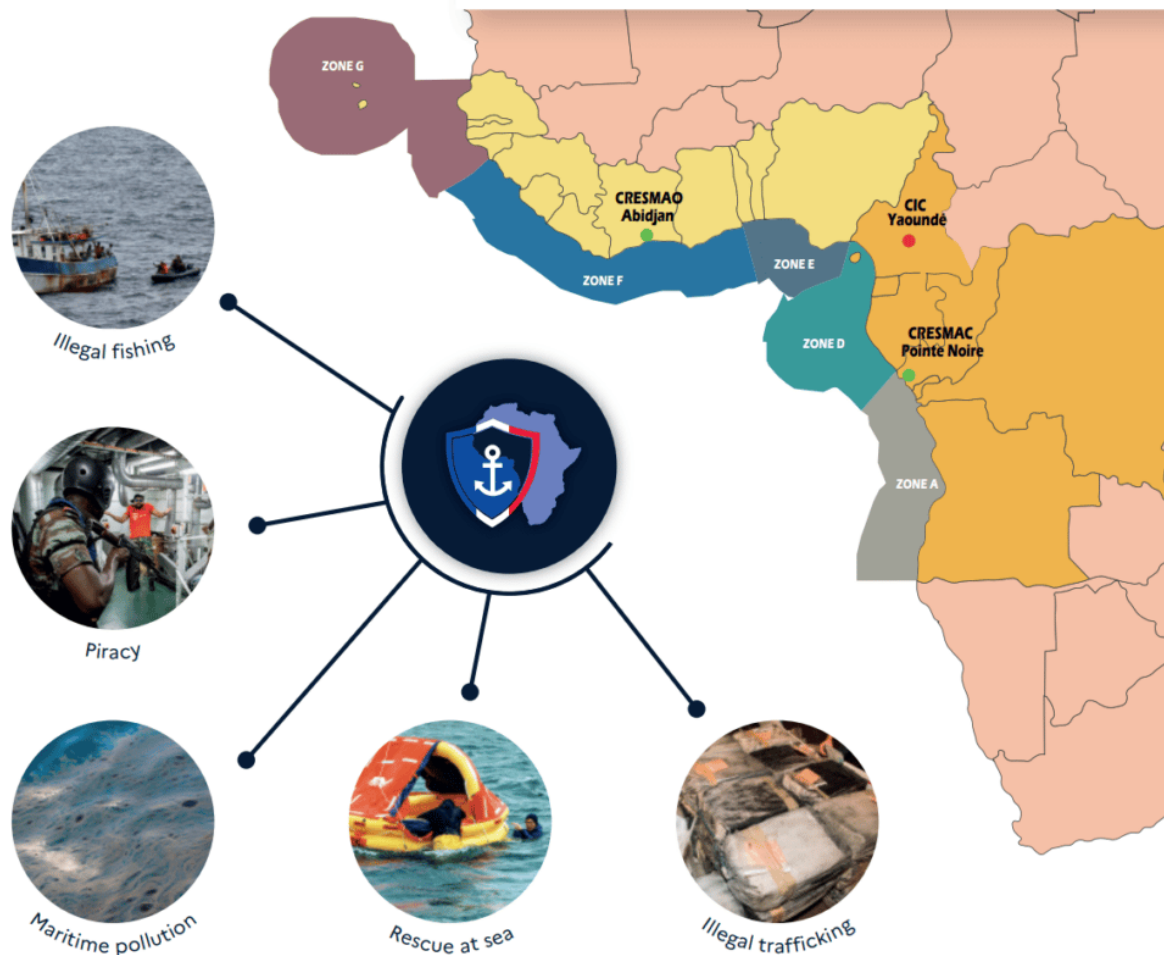 ZONE G
CRESMAO
Abidjan
CIC
Yaoundé
ZONE F
ZONE E
ZONE D
CRESMAC
Pointe Noire
ZONE A
Illegal fishing
Piracy
Maritime pollution
Rescue at sea
Illegal trafficking